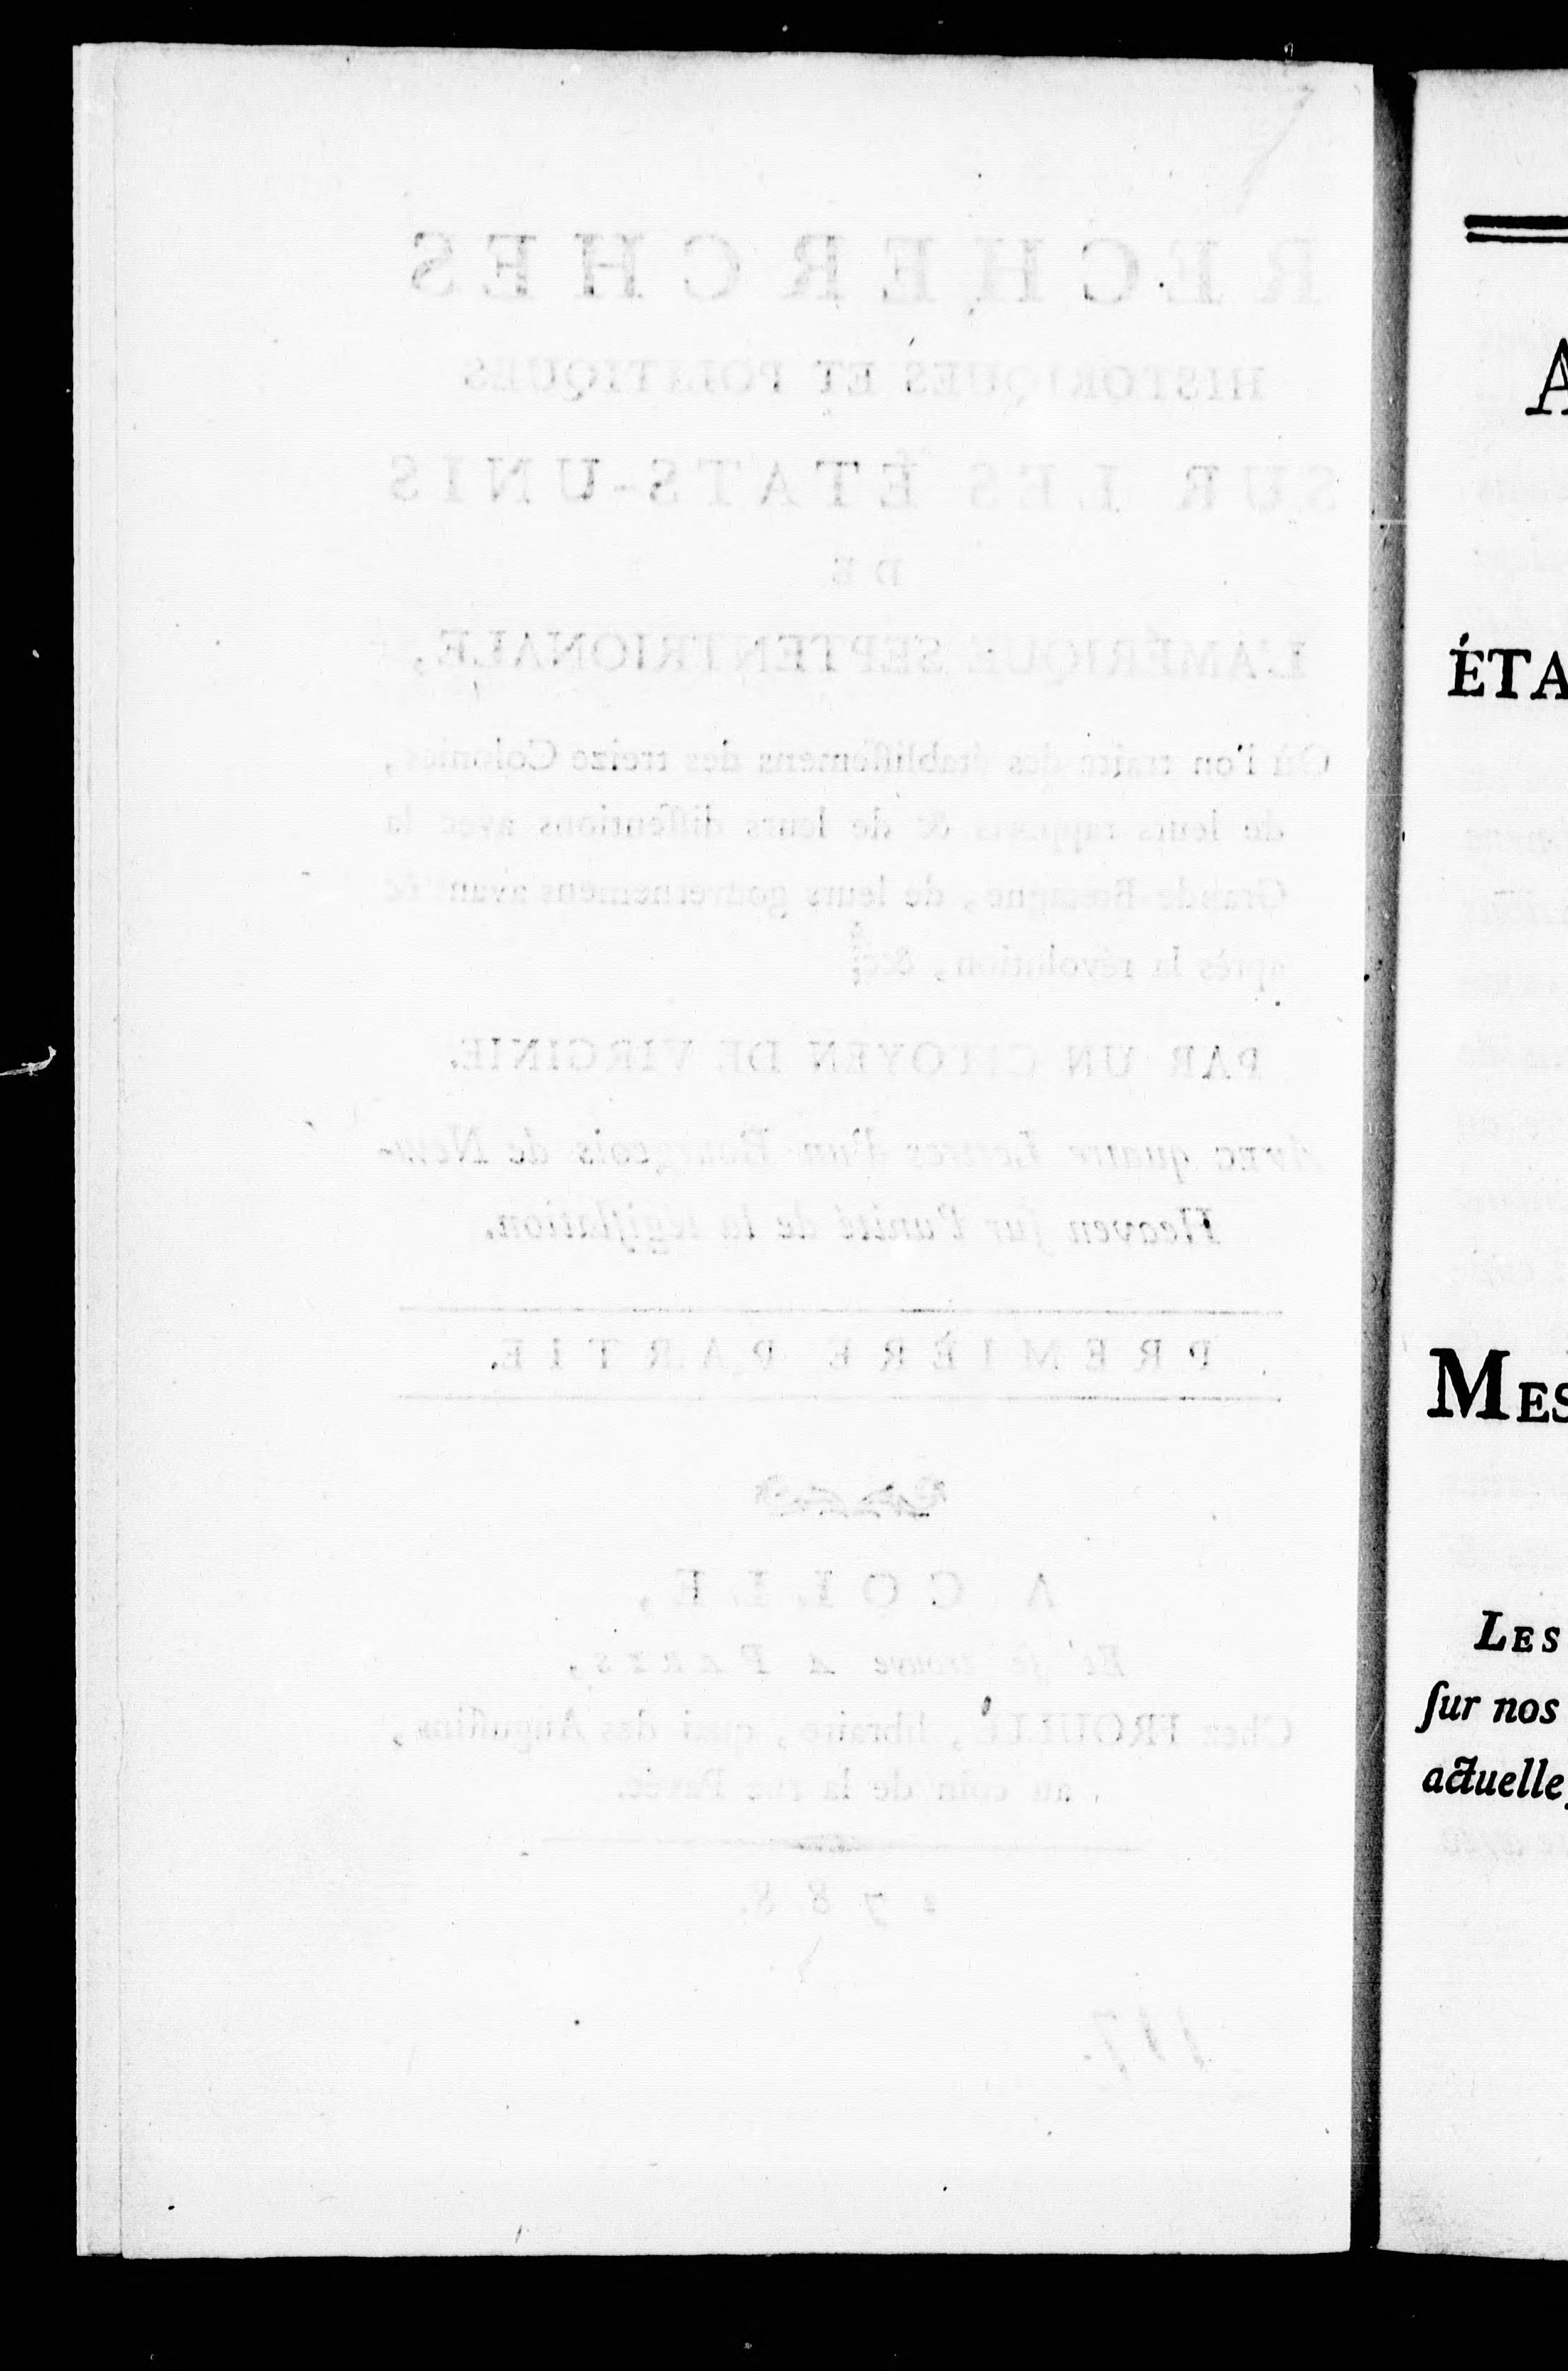 RECHERCHES
HISTORIQUES ET POLITIQUES
SUR LES ÉTATS-UNIS
DE
L'AMÉRIQUE SEPTENTRIONALE,
Où l'on traite des établiſſemens des treize Colonies,
de leurs rapports & de leurs diſſentions avec la
Grande-Bretagne, de leurs gouvernemens avant &
après la révolution, &c.
PAR UN CITOYEN DE VIRGINIE.
Avec quatre Lettres d'un Bourgeois de New-
Heaven ſur l'unité de la légiſlation.
PREMIÈRE PARTIE.
A COLLE,
Et ſe trouve A PARIS,
Chez FROULLÉ, libraire, quai des Auguſtins,
au coin de la rue Pavée.
1788.
A
ÉTA
MES
LES
ſur nos
actuelle,